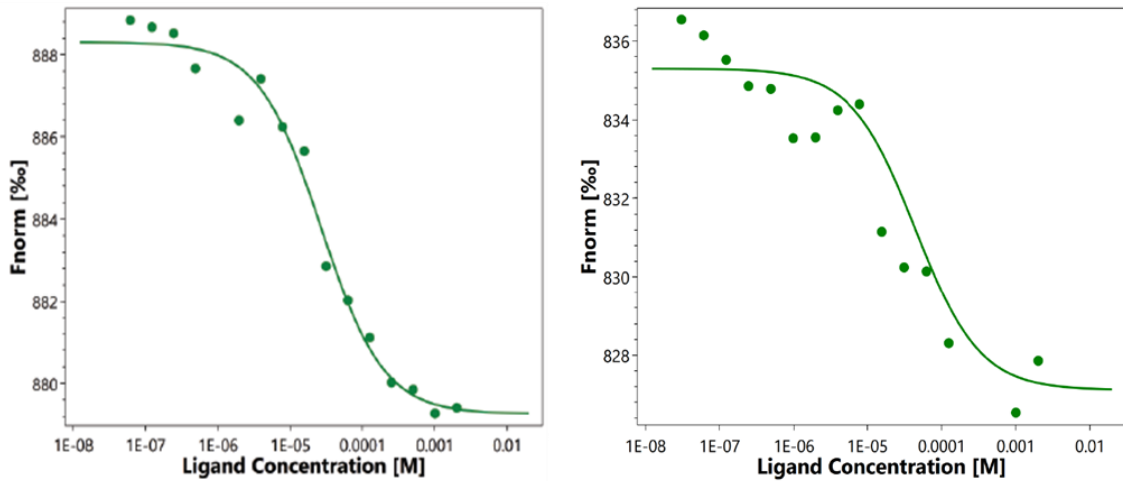 888
886
884
882
880
Fnorm [‰]
1E-08 1E-07 1E-06 1E-05 0.0001 0.001 0.01
Ligand Concentration [M]
836
834
832
830
828
Fnorm [‰]
1E-08 1E-07 1E-06 1E-05 0.0001 0.001 0.01
Ligand Concentration [M]